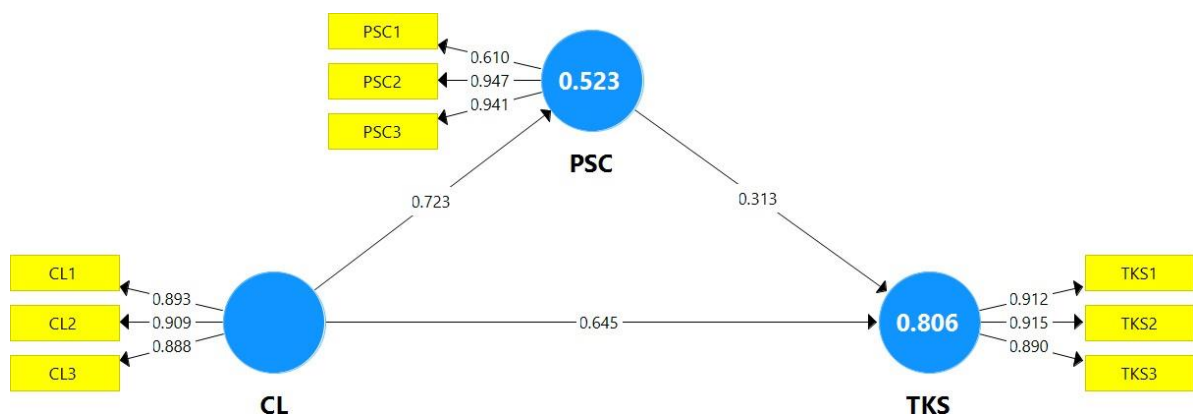 PSC1
0.610
PSC2
0.947
PSC3
0.941
0.523
PSC
0.723
0.313
CL1
0.893
CL2
0.909
CL3
0.888
CL
0.645
0.806
TKS
0.912
TKS1
0.915
TKS2
0.890
TKS3